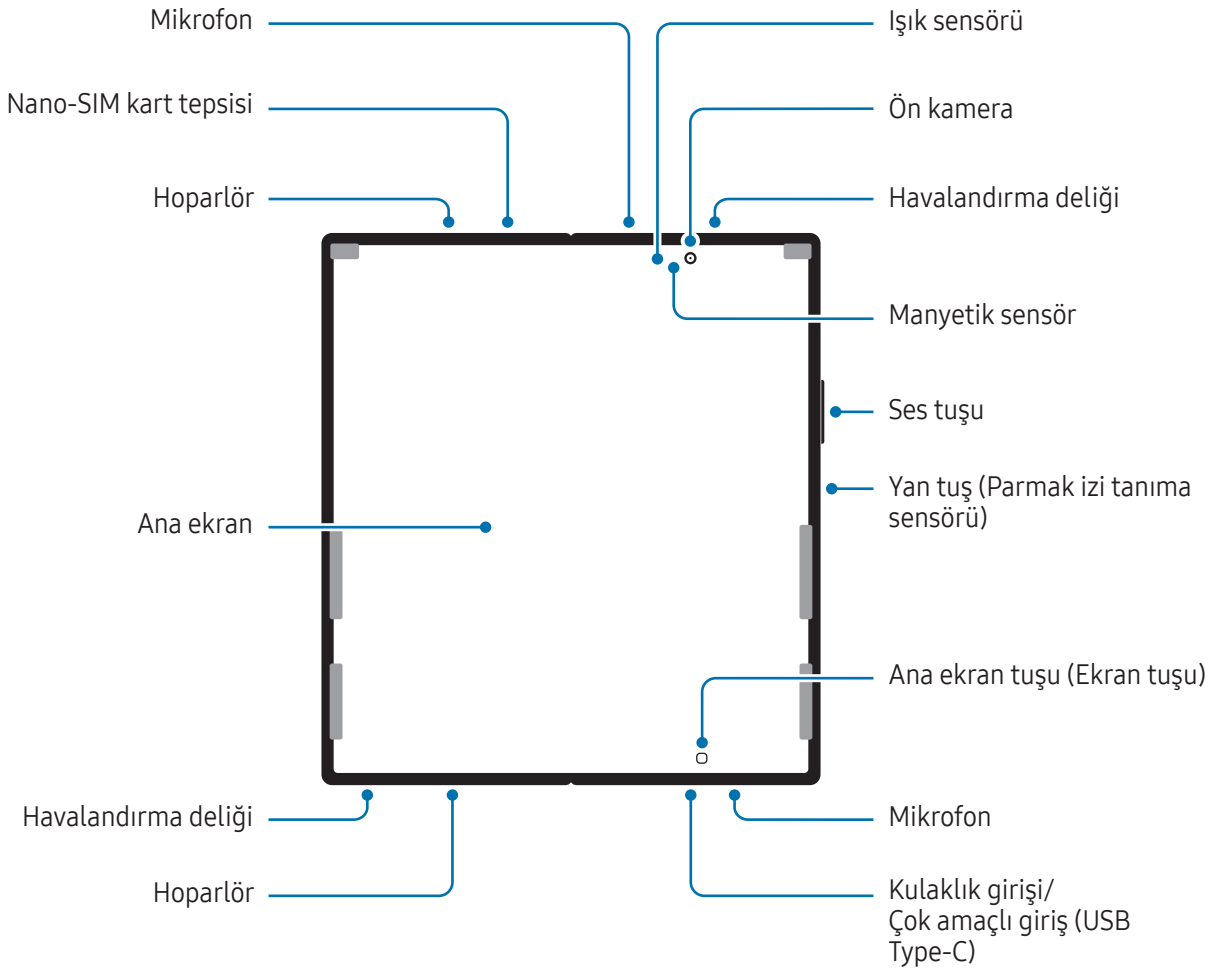 Mikrofon
Nano-SIM kart tepsisi
Hoparlör
Ana ekran
Havalandırma deliği
Hoparlör
Işık sensörü
Ön kamera
Havalandırma deliği
Manyetik sensör
Ses tuşu
Yan tuş (Parmak izi tanıma
sensörü)
Ana ekran tuşu (Ekran tuşu)
Mikrofon
Kulaklık girişi/
Çok amaçlı giriş (USB
Type-C)